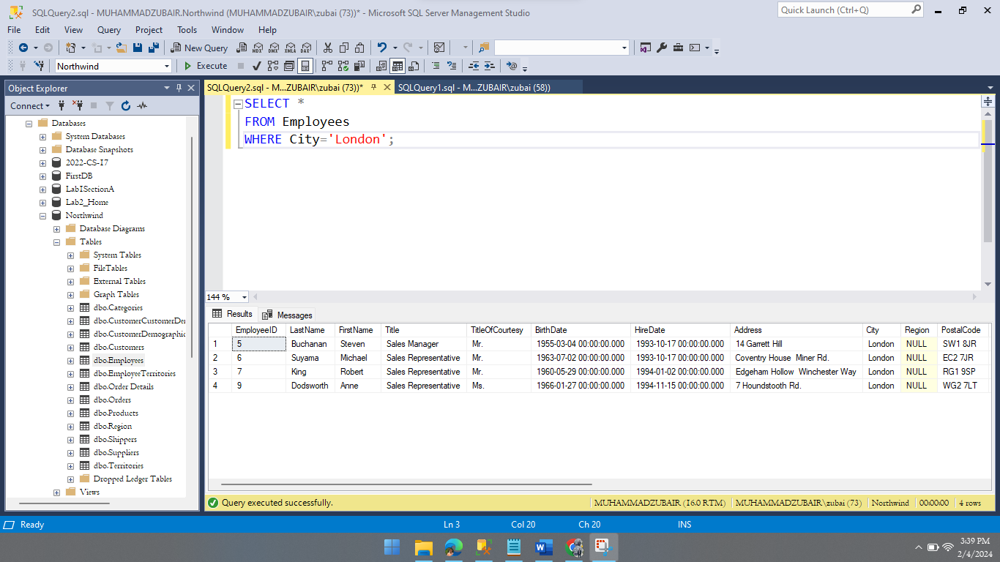 SQLQuery2.sql - MUHAMMADZUBAIR.Northwind (MUHAMMADZUBAIR\zubai (73))* - Microsoft SQL Server Management Studio
Quick Launch (Ctrl+Q)
File Edit View Query Project Tools Window Help
New Query MDX DMX XMLA DAX
Northwind Execute
Object Explorer
Connect
Databases
System Databases
Database Snapshots
2022-CS-17
FirstDB
Lab1SectionA
Lab2_Home
Northwind
Database Diagrams
Tables
System Tables
FileTables
External Tables
Graph Tables
dbo.Categories
dbo.CustomerCustomerDer
dbo.CustomerDemographic
dbo.Customers
dbo.Employees
dbo.EmployeeTerritories
dbo.Order Details
dbo.Orders
dbo.Products
dbo.Region
dbo.Shippers
dbo.Suppliers
dbo.Territories
Dropped Ledger Tables
Views
SQLQuery2.sql - M...ZUBAIR\zubai (73))* SQLQuery1.sql - M...ZUBAIR\zubai (58))
SELECT *
FROM Employees
WHERE City='London';
144 %
Results Messages
EmployeeID LastName FirstName Title TitleOfCourtesy BirthDate HireDate Address City Region PostalCode
1 5 Buchanan Steven Sales Manager Mr. 1955-03-04 00:00:00.000 1993-10-17 00:00:00.000 14 Garrett Hill London NULL SW1 8JR
2 6 Suyama Michael Sales Representative Mr. 1963-07-02 00:00:00.000 1993-10-17 00:00:00.000 Coventry House Miner Rd. London NULL EC2 7JR
3 7 King Robert Sales Representative Mr. 1960-05-29 00:00:00.000 1994-01-02 00:00:00.000 Edgeham Hollow Winchester Way London NULL RG1 9SP
4 9 Dodsworth Anne Sales Representative Ms. 1966-01-27 00:00:00.000 1994-11-15 00:00:00.000 7 Houndstooth Rd. London NULL WG2 7LT
Query executed successfully. MUHAMMADZUBAIR (16.0 RTM) MUHAMMADZUBAIR\zubai (73) Northwind 00:00:00 4 rows
Ready Ln 3 Col 20 Ch 20 INS
3:39 PM
2/4/2024